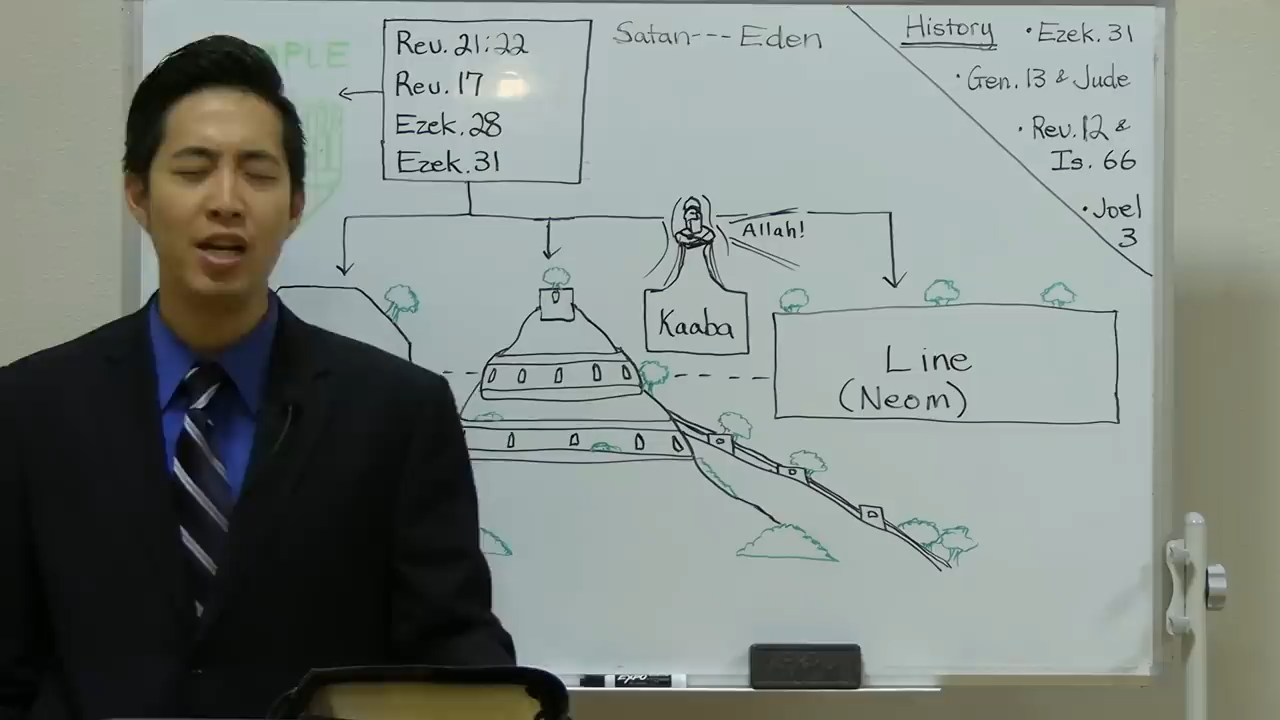 Rev. 21:22
Rev. 17
Ezek. 28
Ezek. 31
Satan---Eden
History
· Ezek. 31
· Gen. 13 & Jude
· Rev. 12 &
Is. 66
· Joel
3
Allah!
Kaaba
Line
(Neom)
EXPO